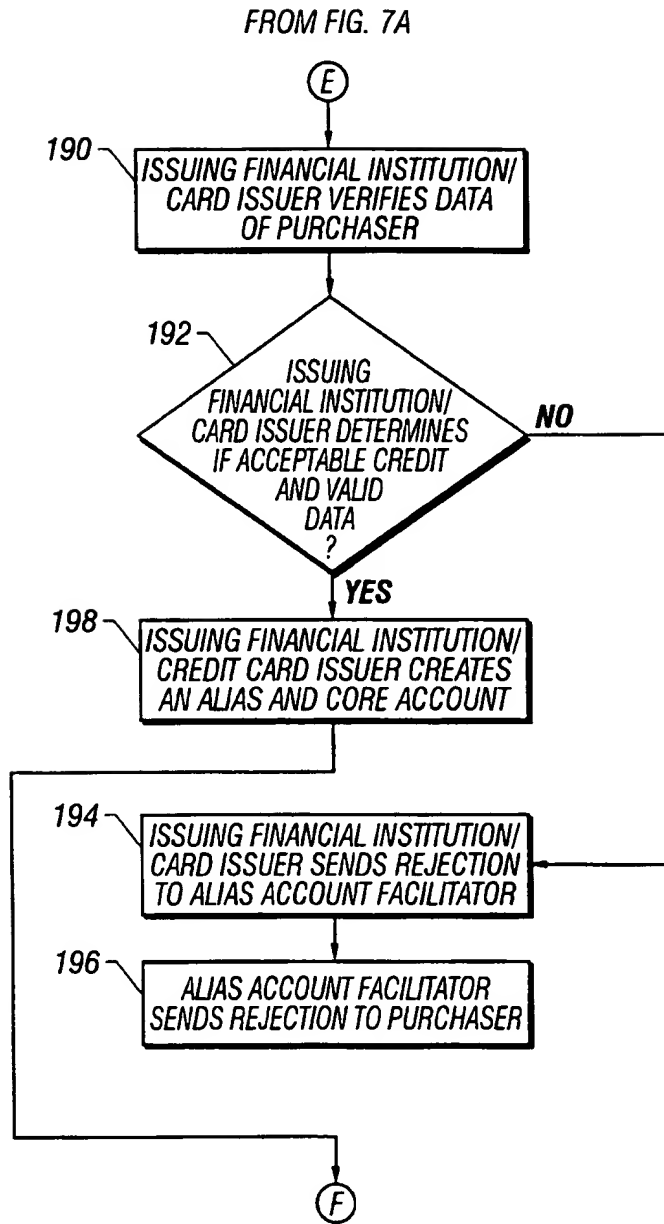 FROM FIG. 7A
E
190
ISSUING FINANCIAL INSTITUTION/
CARD ISSUER VERIFIES DATA
OF PURCHASER
192
ISSUING
FINANCIAL INSTITUTION/
CARD ISSUER DETERMINES
IF ACCEPTABLE CREDIT
AND VALID
DATA
?
NO
YES
198
ISSUING FINANCIAL INSTITUTION/
CREDIT CARD ISSUER CREATES
AN ALIAS AND CORE ACCOUNT
194
ISSUING FINANCIAL INSTITUTION/
CARD ISSUER SENDS REJECTION
TO ALIAS ACCOUNT FACILITATOR
196
ALIAS ACCOUNT FACILITATOR
SENDS REJECTION TO PURCHASER
F